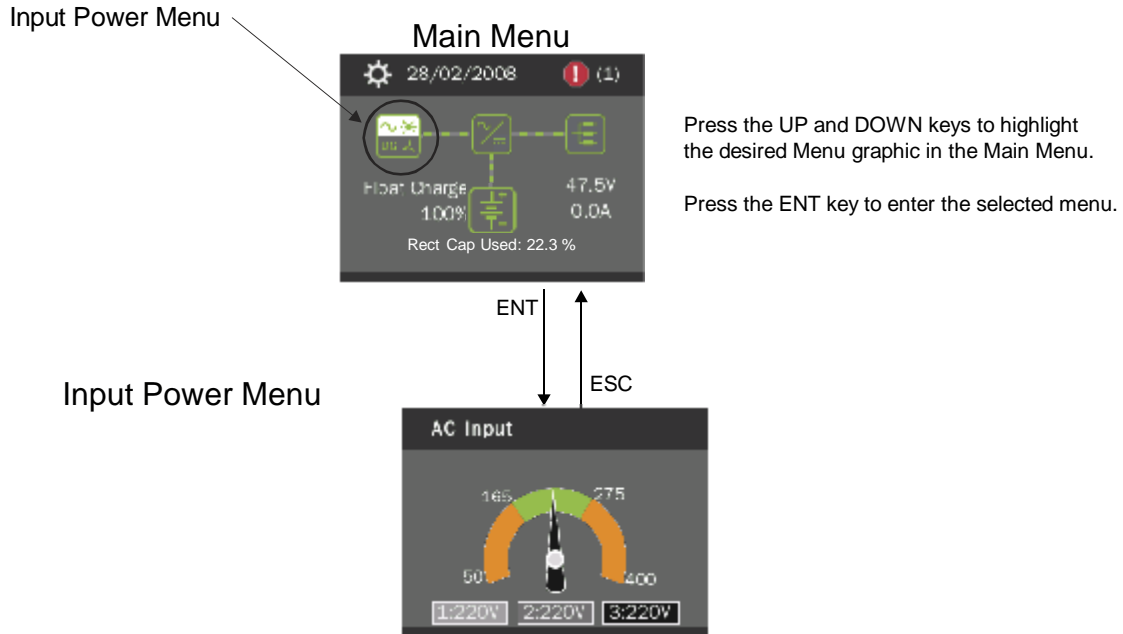 Input Power Menu
Main Menu
28/02/2008 (1)
Press the UP and DOWN keys to highlight
the desired Menu graphic in the Main Menu.
Press the ENT key to enter the selected menu.
DG
Float Charge 47.5V
100% 0.0A
Rect Cap Used: 22.3 %
ENT
ESC
Input Power Menu
AC Input
165 275
50 400
1:220V 2:220V 3:220V